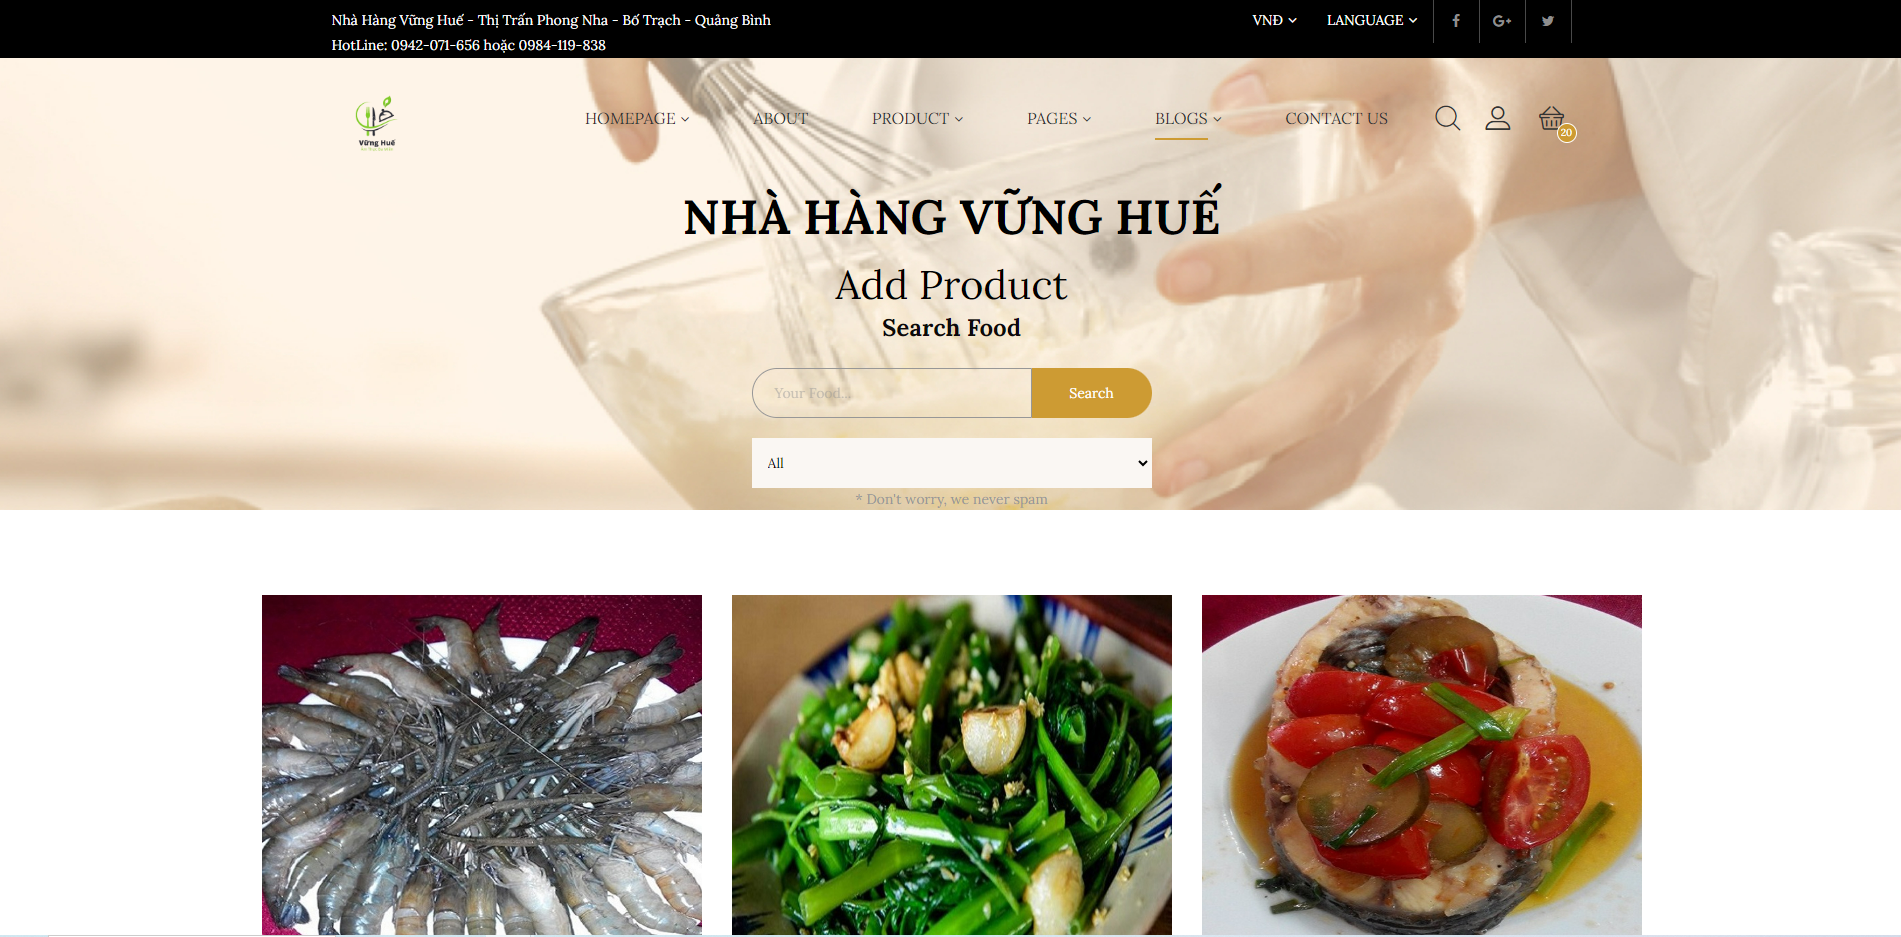 Nhà Hàng Vững Huế - Thị Trấn Phong Nha - Bố Trạch - Quảng Bình
HotLine: 0942-071-656 hoặc 0984-119-838
VNĐ
LANGUAGE
Vững Huế
HOMEPAGE
ABOUT
PRODUCT
PAGES
BLOGS
CONTACT US
20
NHÀ HÀNG VỮNG HUẾ
Add Product
Search Food
Your Food...
Search
All
* Don't worry, we never spam